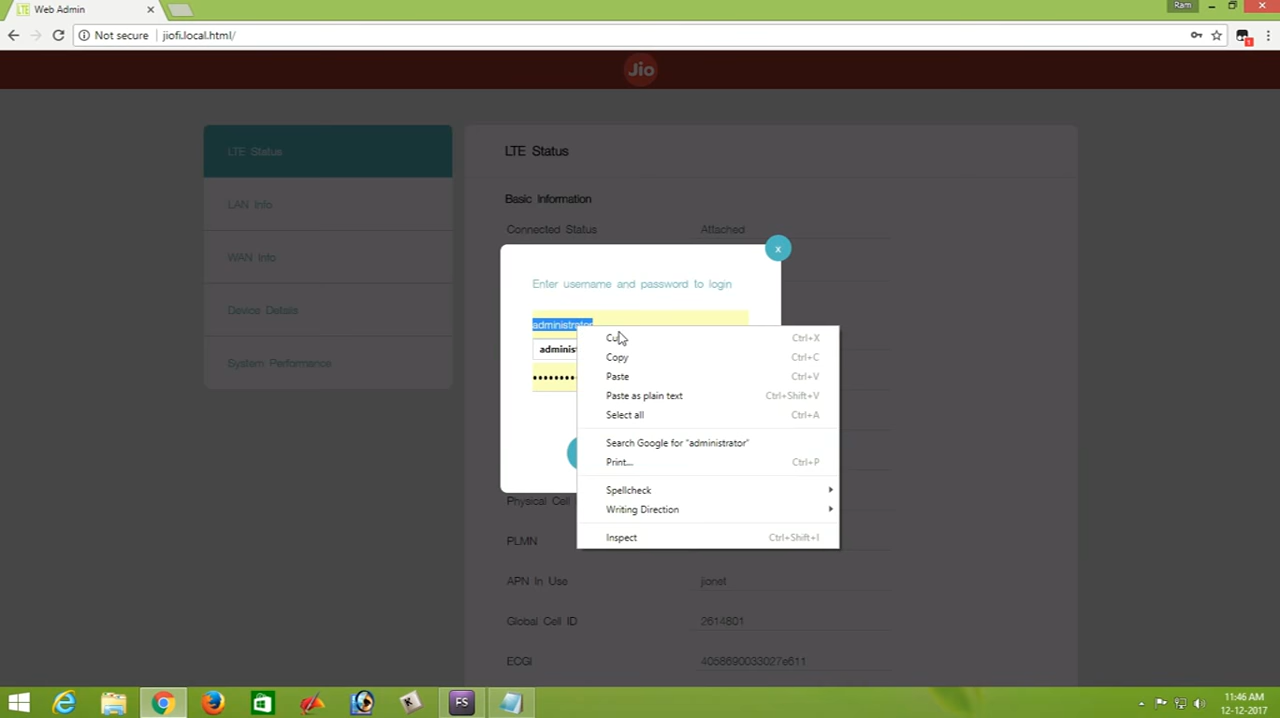 LTE Web Admin Ram
Not secure jiofi.local.html/
Jio
LTE Status
LAN Info
WAN Info
Device Details
System Performance
LTE Status
Basic Information
Connected Status Attached
x
Enter username and password to login
administrator
adminis
Cut Ctrl+X
Copy Ctrl+C
Paste Ctrl+V
Paste as plain text Ctrl+Shift+V
Select all Ctrl+A
Search Google for "administrator"
Print... Ctrl+P
Spellcheck
Writing Direction
Inspect Ctrl+Shift+I
Physical Cell
PLMN
APN In Use jionet
Global Cell ID 2614801
ECGI 4058690033027e611
FS
11:46 AM
12-12-2017